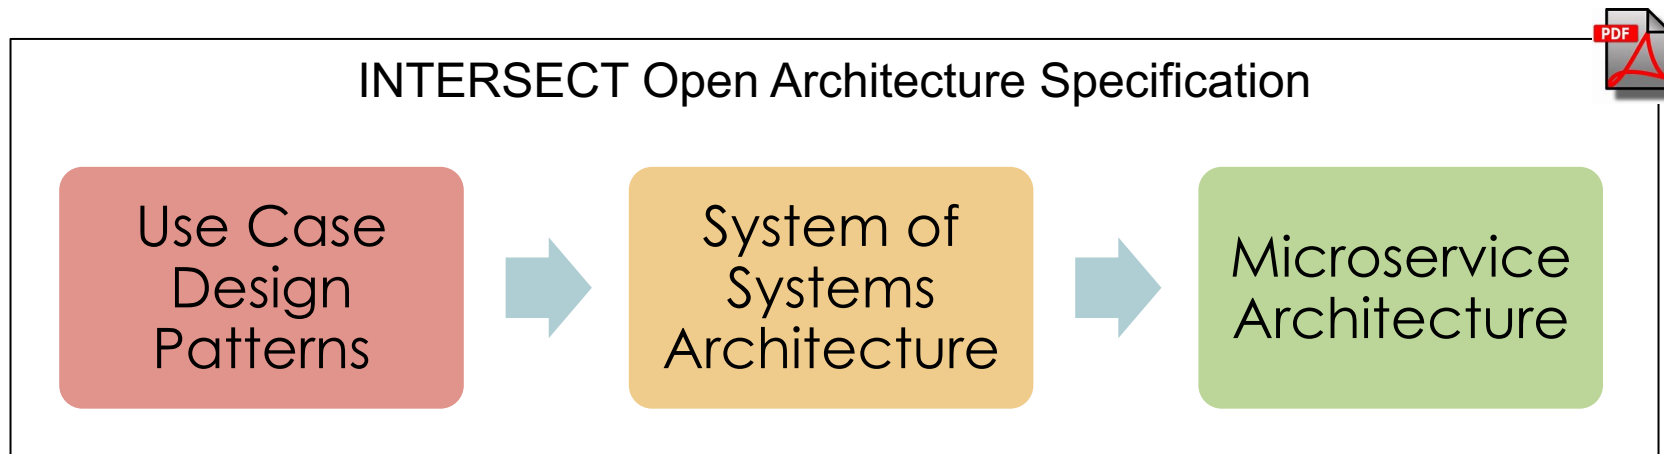 PDF
INTERSECT Open Architecture Specification
Use Case
Design
Patterns
System of
Systems
Architecture
Microservice
Architecture